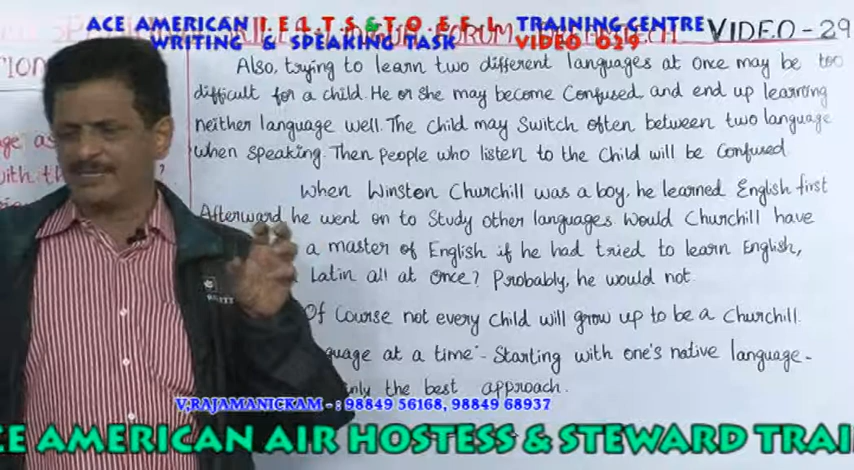 ACE AMERICAN I.E.L.T.S & T.O.E.F.L TRAINING CENTRE
WRITING & SPEAKING TASK VIDEO 029
VIDEO - 29
Also, trying to learn two different languages at once may be too
difficult for a child. He or she may become Confused and end up learning
neither language well. The child may switch often between two language
when speaking. Then people who listen to the child will be Confused
When Winston Churchill was a boy, he learned English first
Afterward he went on to study other languages would Churchill have
a master of English if he had tried to learn English,
Latin all at once? Probably, he would not.
Of Course not every child will grow up to be a Churchill.
at a time - Starting with one's native language -
the best approach.
V.RAJAMANICKAM - : 98849 56168, 98849 68937
CE AMERICAN AIR HOSTESS & STEWARD TRAI